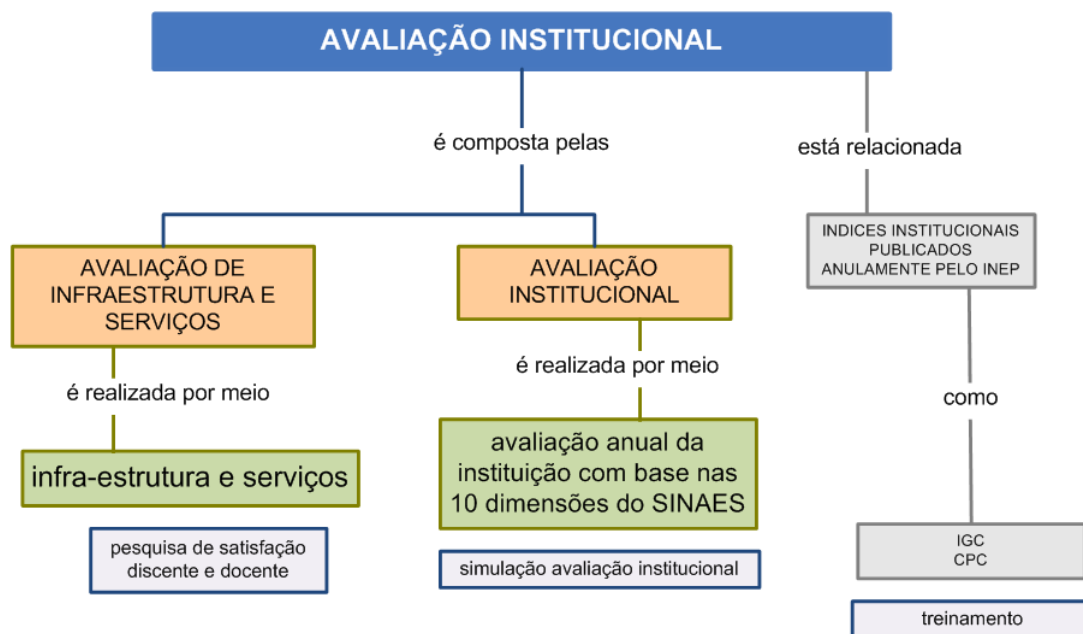 AVALIAÇÃO INSTITUCIONAL
é composta pelas
está relacionada
AVALIAÇÃO DE
INFRAESTRUTURA E
SERVIÇOS
AVALIAÇÃO
INSTITUCIONAL
INDICES INSTITUCIONAIS
PUBLICADOS
ANULAMENTE PELO INEP
é realizada por meio
é realizada por meio
como
infra-estrutura e serviços
avaliação anual da
instituição com base nas
10 dimensões do SINAES
pesquisa de satisfação
discente e docente
simulação avaliação institucional
IGC
CPC
treinamento